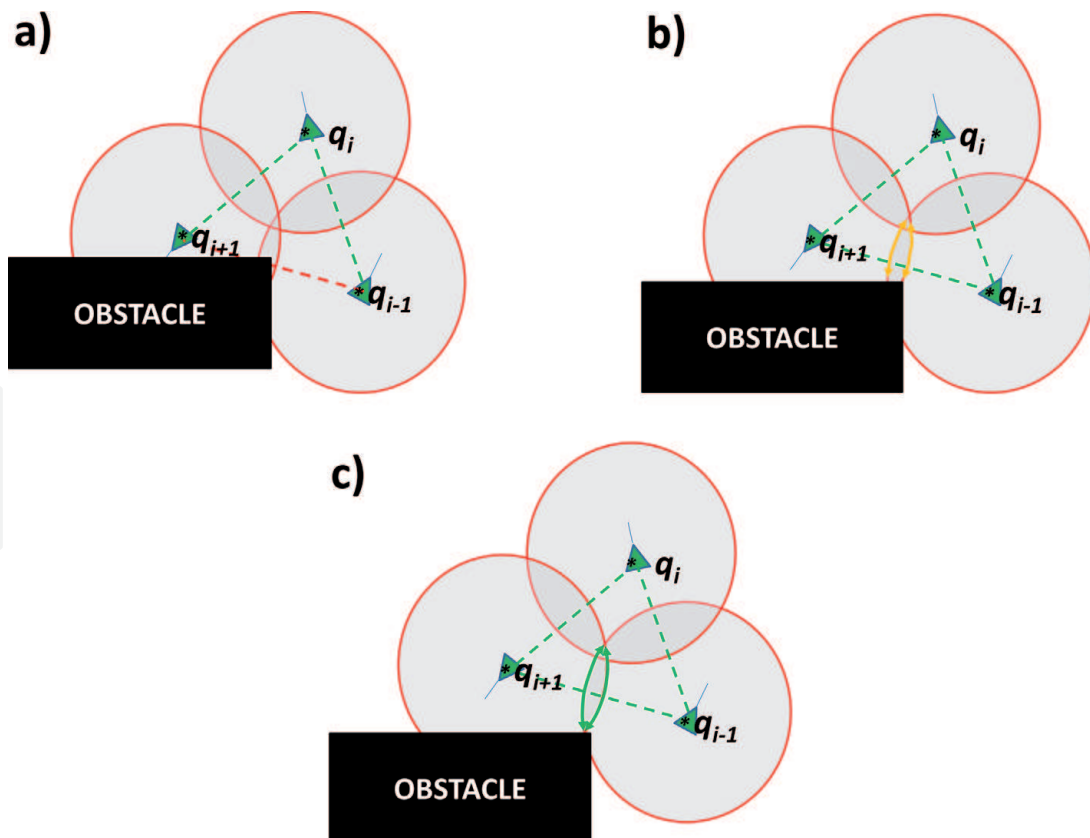 a)
b)
* qᵢ
* qᵢ
* qᵢ₊₁
* qᵢ₊₁
* qᵢ₋₁
* qᵢ₋₁
OBSTACLE
OBSTACLE
c)
* qᵢ
* qᵢ₊₁
* qᵢ₋₁
OBSTACLE